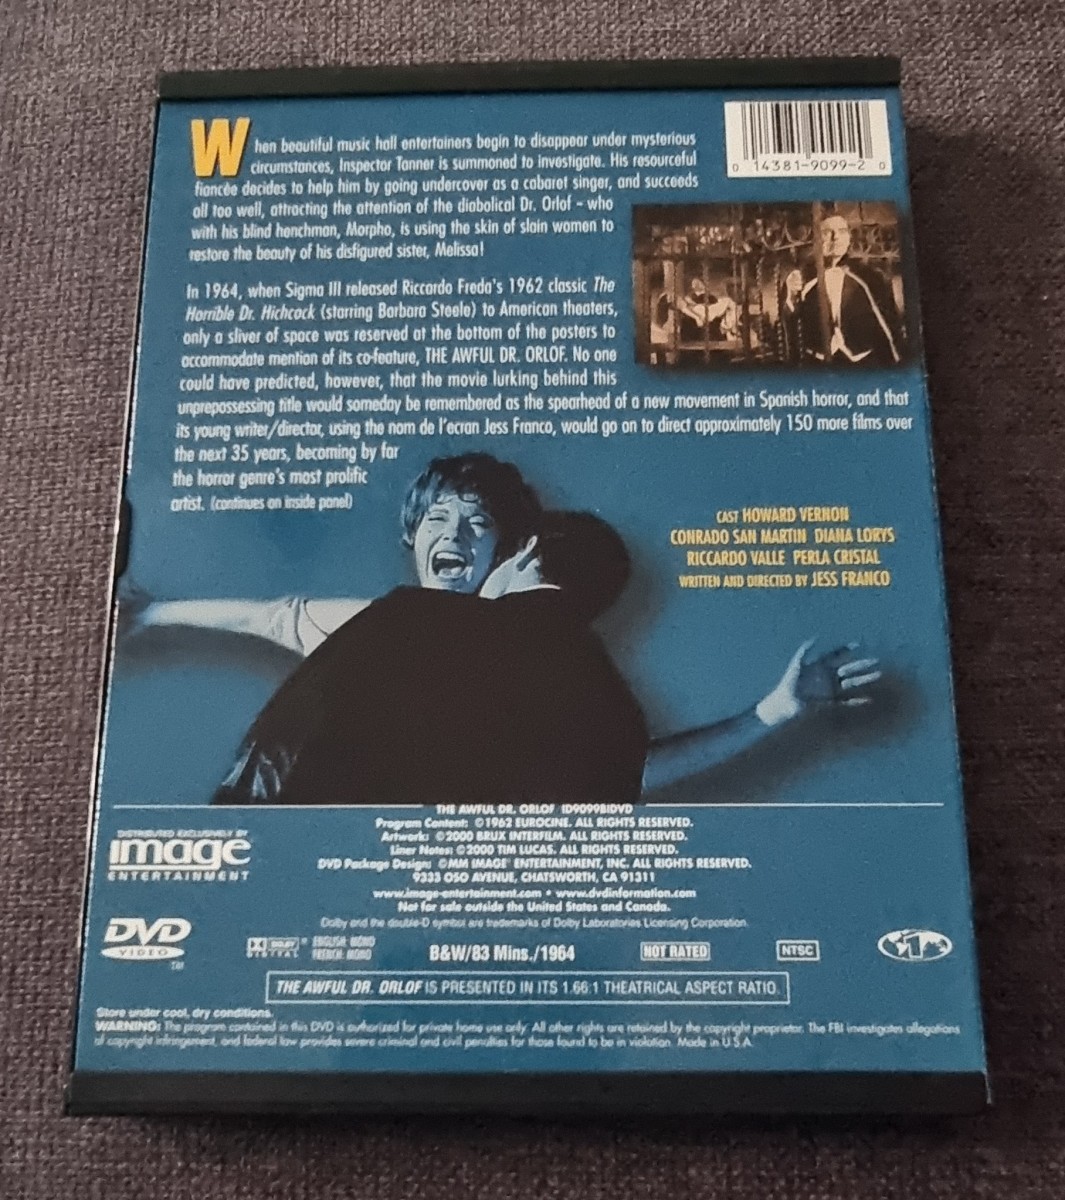 When beautiful music hall entertainers begin to disappear under mysterious
circumstances, Inspector Tanner is summoned to investigate. His resourceful
fiancée decides to help him by going undercover as a cabaret singer, and succeeds
all too well, attracting the attention of the diabolical Dr. Orlof - who
with his blind henchman, Morpho, is using the skin of slain women to
restore the beauty of his disfigured sister, Melissa!
0 14381-9099-2 0
In 1964, when Sigma III released Riccardo Freda's 1962 classic The
Horrible Dr. Hichcock (starring Barbara Steele) to American theaters,
only a sliver of space was reserved at the bottom of the posters to
accommodate mention of its co-feature, THE AWFUL DR. ORLOF. No one
could have predicted, however, that the movie lurking behind this
unprepossessing title would someday be remembered as the spearhead of a new movement in Spanish horror, and that
its young writer/director, using the nom de l'ecran Jess Franco, would go on to direct approximately 150 more films over
the next 35 years, becoming by far
the horror genre's most prolific
artist. (continues on inside panel)
CAST HOWARD VERNON
CONRADO SAN MARTIN DIANA LORYS
RICCARDO VALLE PERLA CRISTAL
WRITTEN AND DIRECTED BY JESS FRANCO
DISTRIBUTED EXCLUSIVELY BY
image
ENTERTAINMENT
THE AWFUL DR. ORLOF ID9099BIDVD
Program Content: ©1962 EUROCINE. ALL RIGHTS RESERVED.
Artwork: ©2000 BRUX INTERFILM. ALL RIGHTS RESERVED.
Liner Notes: ©2000 TIM LUCAS. ALL RIGHTS RESERVED.
DVD Package Design: ©MM IMAGE ENTERTAINMENT, INC. ALL RIGHTS RESERVED.
9333 OSO AVENUE, CHATSWORTH, CA 91311
www.image-entertainment.com • www.dvdinformation.com
Not for sale outside the United States and Canada.
Dolby and the double-D symbol are trademarks of Dolby Laboratories Licensing Corporation.
DVD
VIDEO
TM
DOLBY
DIGITAL
ENGLISH: MONO
FRENCH: MONO
B&W/83 Mins./1964
NOT RATED
NTSC
1
THE AWFUL DR. ORLOF IS PRESENTED IN ITS 1.66:1 THEATRICAL ASPECT RATIO.
Store under cool, dry conditions.
WARNING: The program contained in this DVD is authorized for private home use only. All other rights are retained by the copyright proprietor. The FBI investigates allegations
of copyright infringement, and federal law provides severe criminal and civil penalties for those found to be in violation. Made in U.S.A.